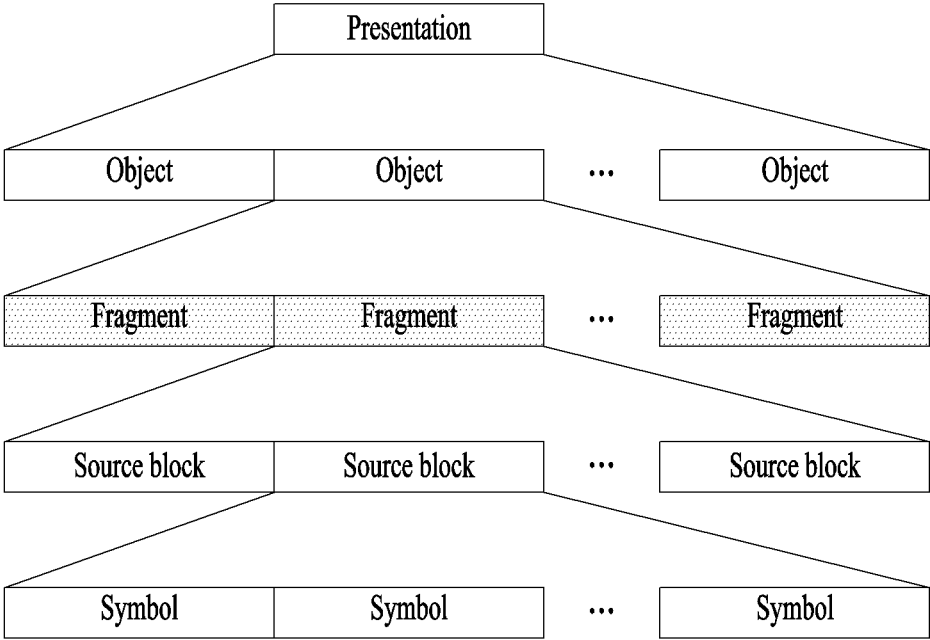 Presentation
Object Object ... Object
Fragment Fragment ... Fragment
Source block Source block ... Source block
Symbol Symbol ... Symbol